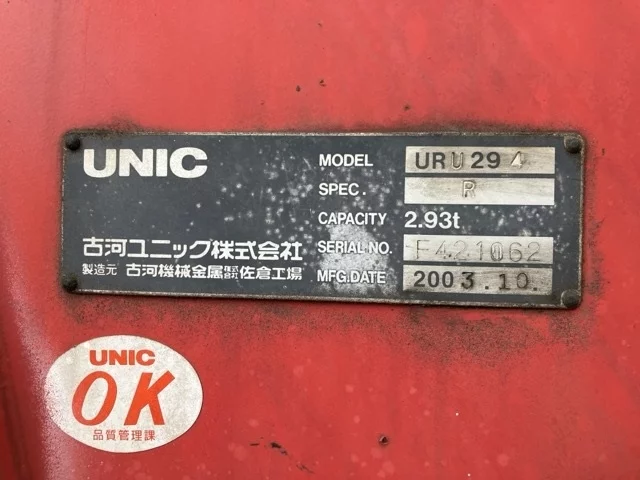 UNIC
MODEL URU294
SPEC. R
CAPACITY 2.93t
古河ユニック株式会社
SERIAL NO. F421062
製造元 古河機械金属株式会社佐倉工場
MFG.DATE 2003.10.
UNIC
OK
品質管理課